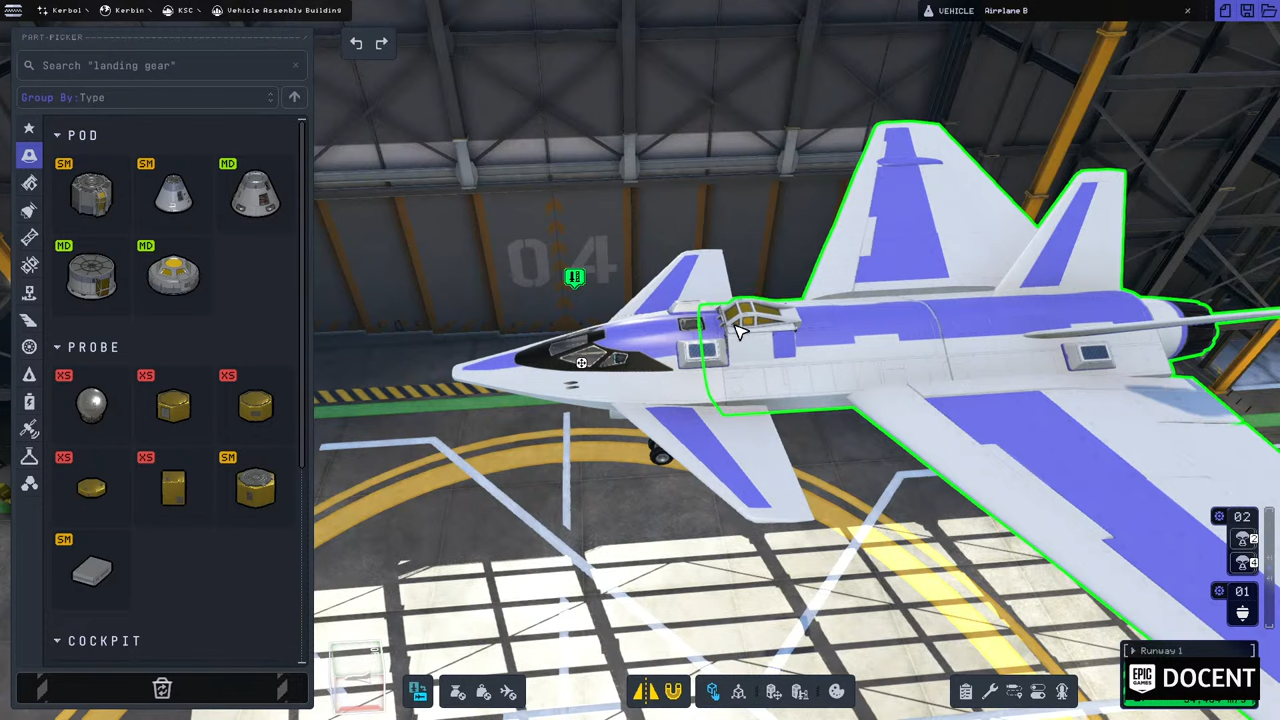 Kerbol
Kerbin
KSC
Vehicle Assembly Building
VEHICLE Airplane B
PART-PICKER
Search "landing gear"
Group By: Type
POD
SM
SM
MD
MD
MD
PROBE
XS
XS
XS
XS
XS
SM
SM
COCKPIT
04
02
2
4
01
Runway 1
EPIC GAMES DOCENT